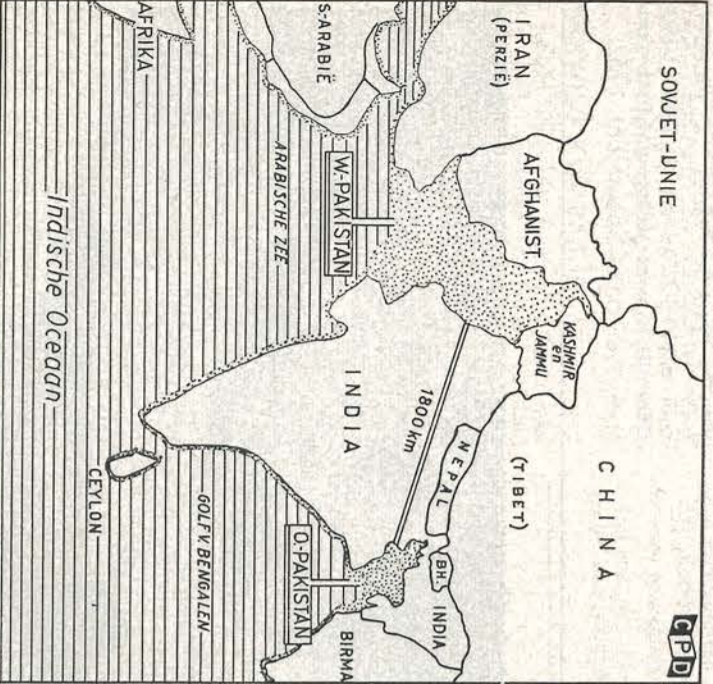 SOVJET-UNIE
CPD
IRAN
(PERZIË)
AFGHANIST.
CHINA
S-ARABIË
KASHMIR
en
JAMMU
(TIBET)
AFRIKA
W-PAKISTAN
1800 km
NEPAL
BH.
ARABISCHE ZEE
INDIA
INDIA
O-PAKISTAN
BIRMA
GOLF V. BENGALEN
CEYLON
Indische Oceaan